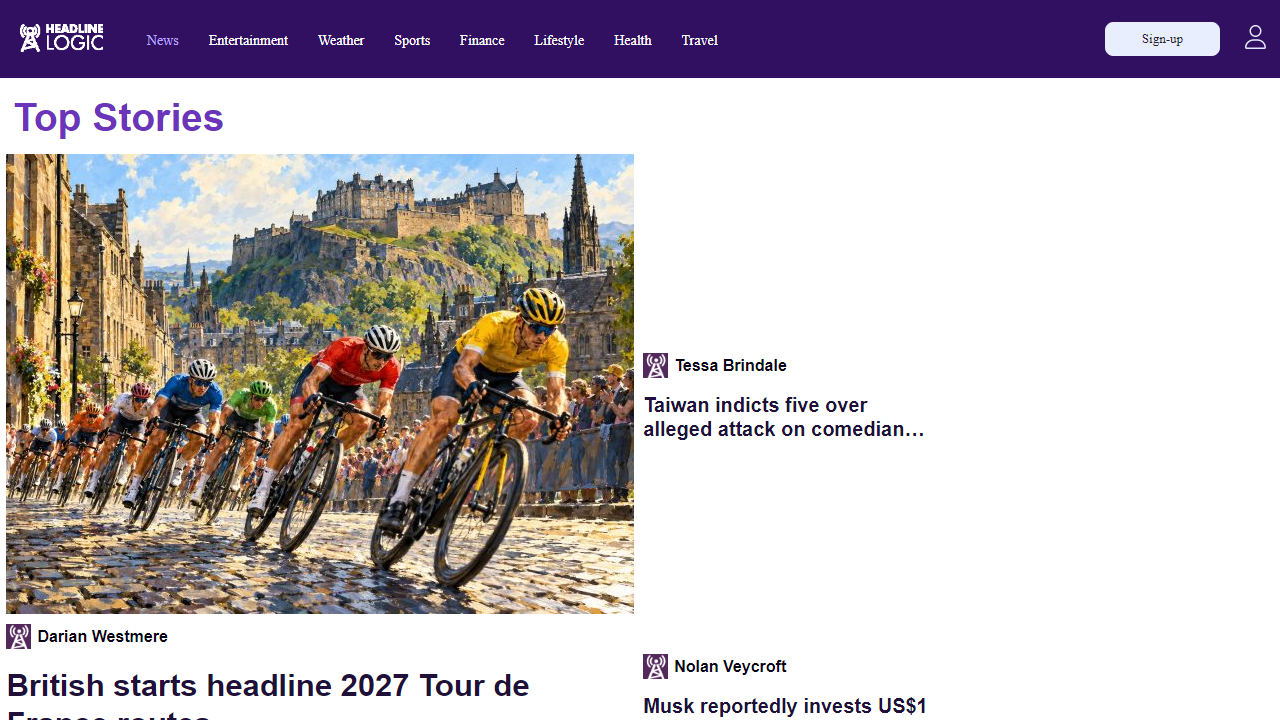 HEADLINE
LOGIC
News
Entertainment
Weather
Sports
Finance
Lifestyle
Health
Travel
Sign-up
Top Stories
Tessa Brindale
Taiwan indicts five over
alleged attack on comedian…
Darian Westmere
British starts headline 2027 Tour de
France routes
Nolan Veycroft
Musk reportedly invests US$1